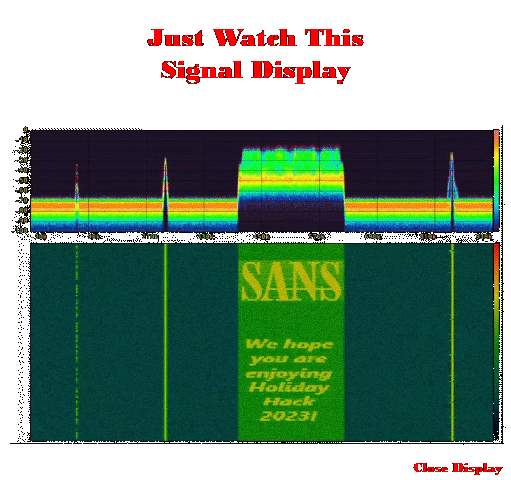 Just Watch This
Signal Display
SANS
We hope
you are
enjoying
Holiday
Hack
2023!
Close Display